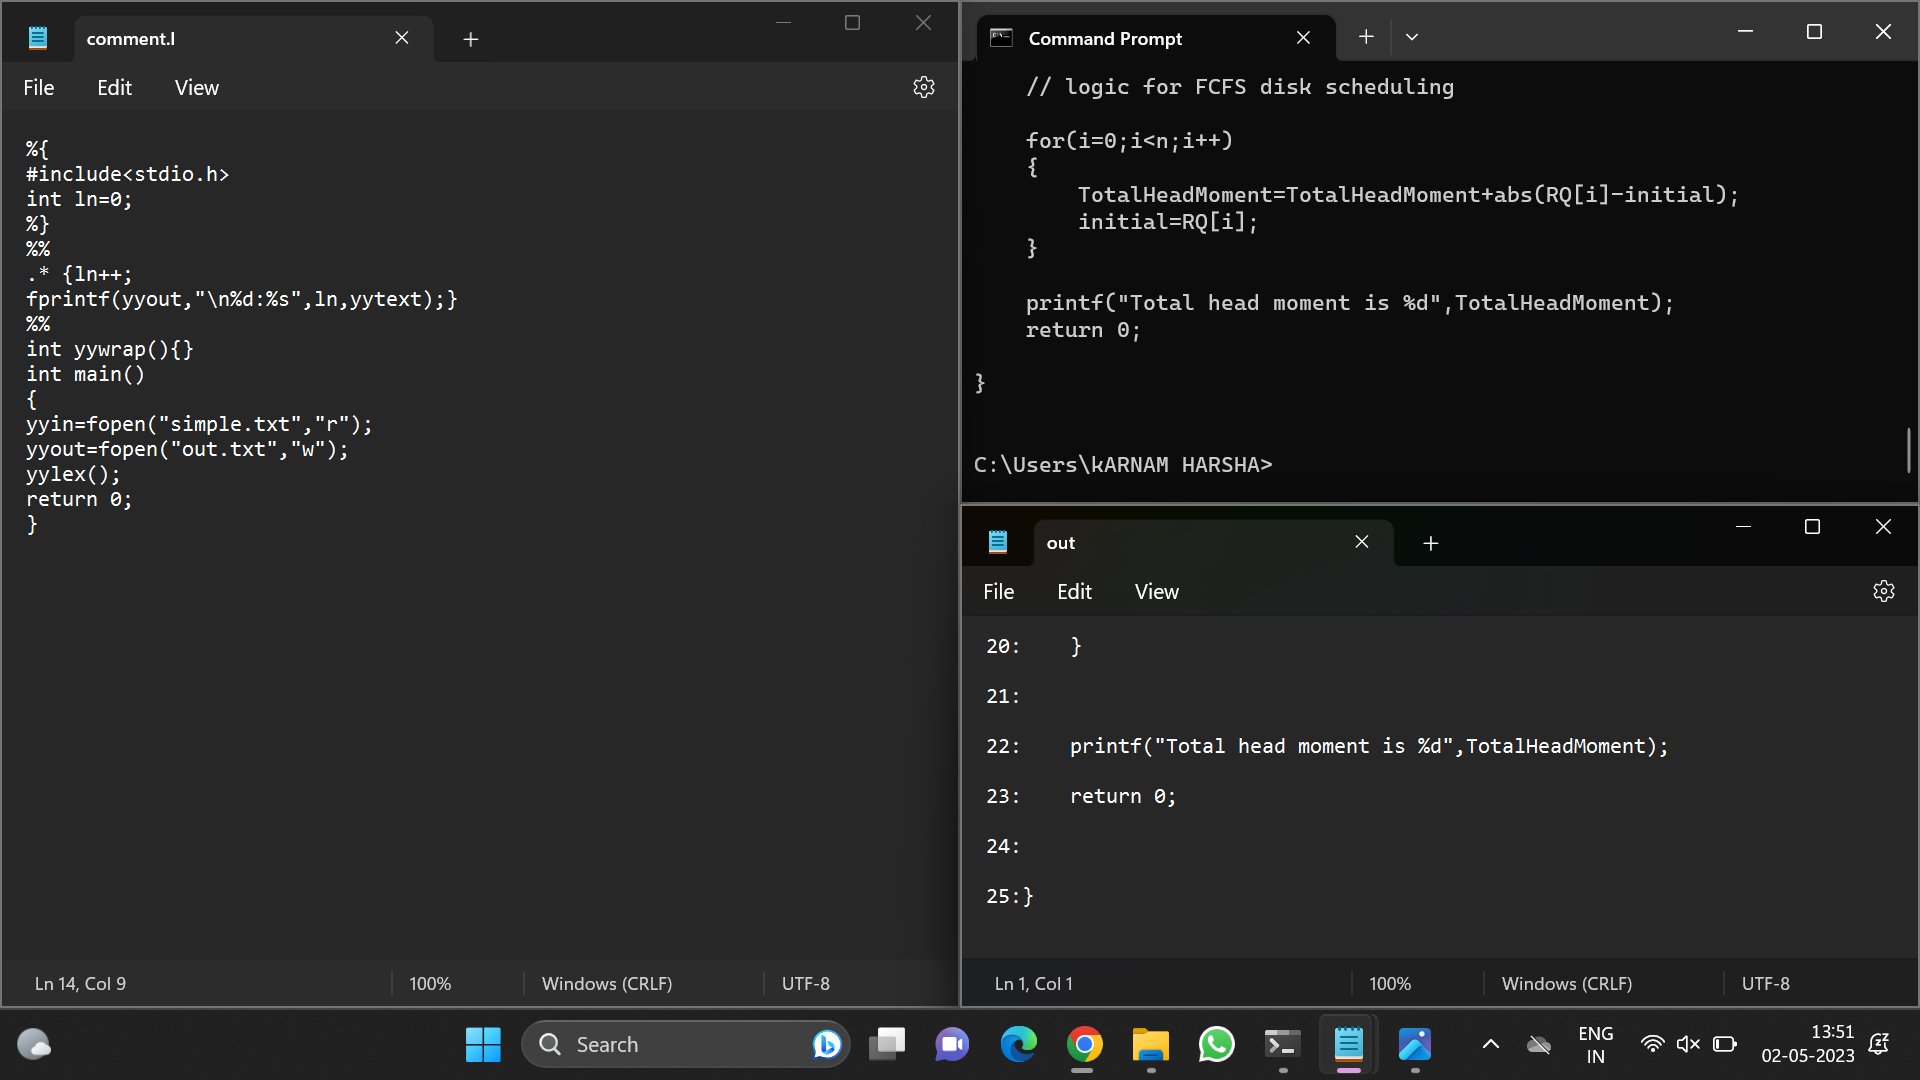 comment.l
File Edit View
%{
#include<stdio.h>
int ln=0;
%}
%%
.* {ln++;
fprintf(yyout,"\n%d:%s",ln,yytext);}
%%
int yywrap(){}
int main()
{
yyin=fopen("simple.txt","r");
yyout=fopen("out.txt","w");
yylex();
return 0;
}
Ln 14, Col 9 100% Windows (CRLF) UTF-8
Command Prompt
// logic for FCFS disk scheduling
for(i=0;i<n;i++)
{
TotalHeadMoment=TotalHeadMoment+abs(RQ[i]-initial);
initial=RQ[i];
}
printf("Total head moment is %d",TotalHeadMoment);
return 0;
}
C:\Users\kARNAM HARSHA>
out
File Edit View
20: }
21:
22: printf("Total head moment is %d",TotalHeadMoment);
23: return 0;
24:
25:}
Ln 1, Col 1 100% Windows (CRLF) UTF-8
Search
ENG
IN
13:51
02-05-2023